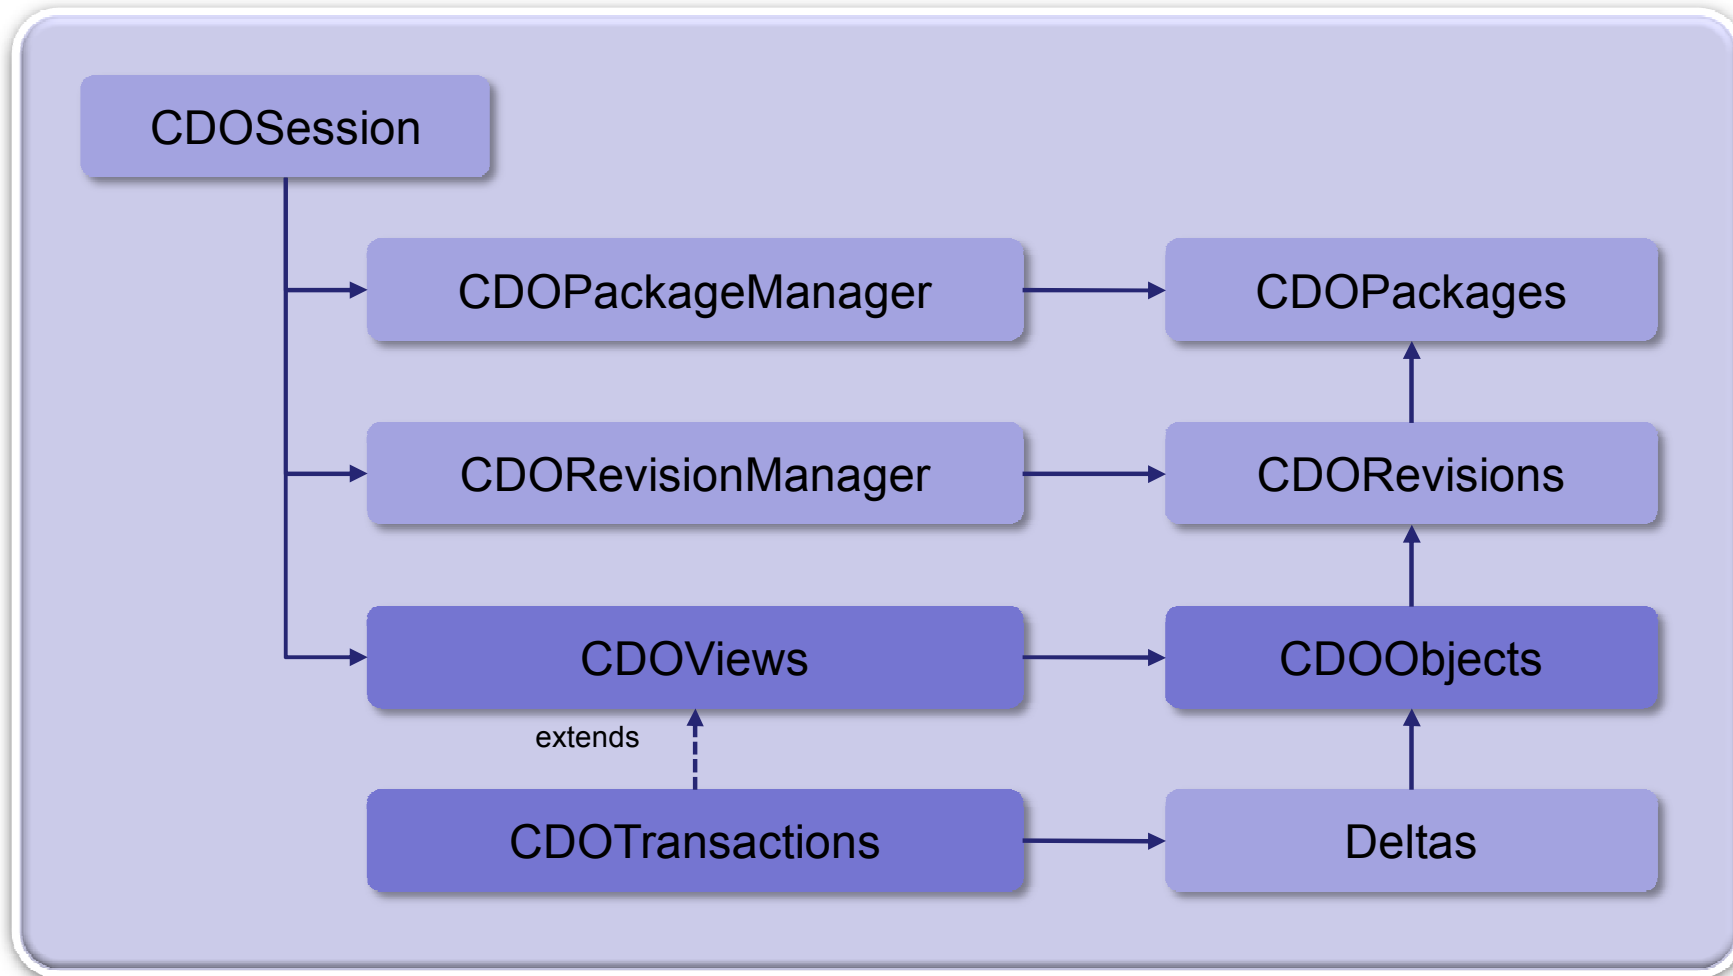 CDOSession
CDOPackageManager
CDOPackages
CDORevisionManager
CDORevisions
CDOViews
CDOObjects
extends
CDOTransactions
Deltas